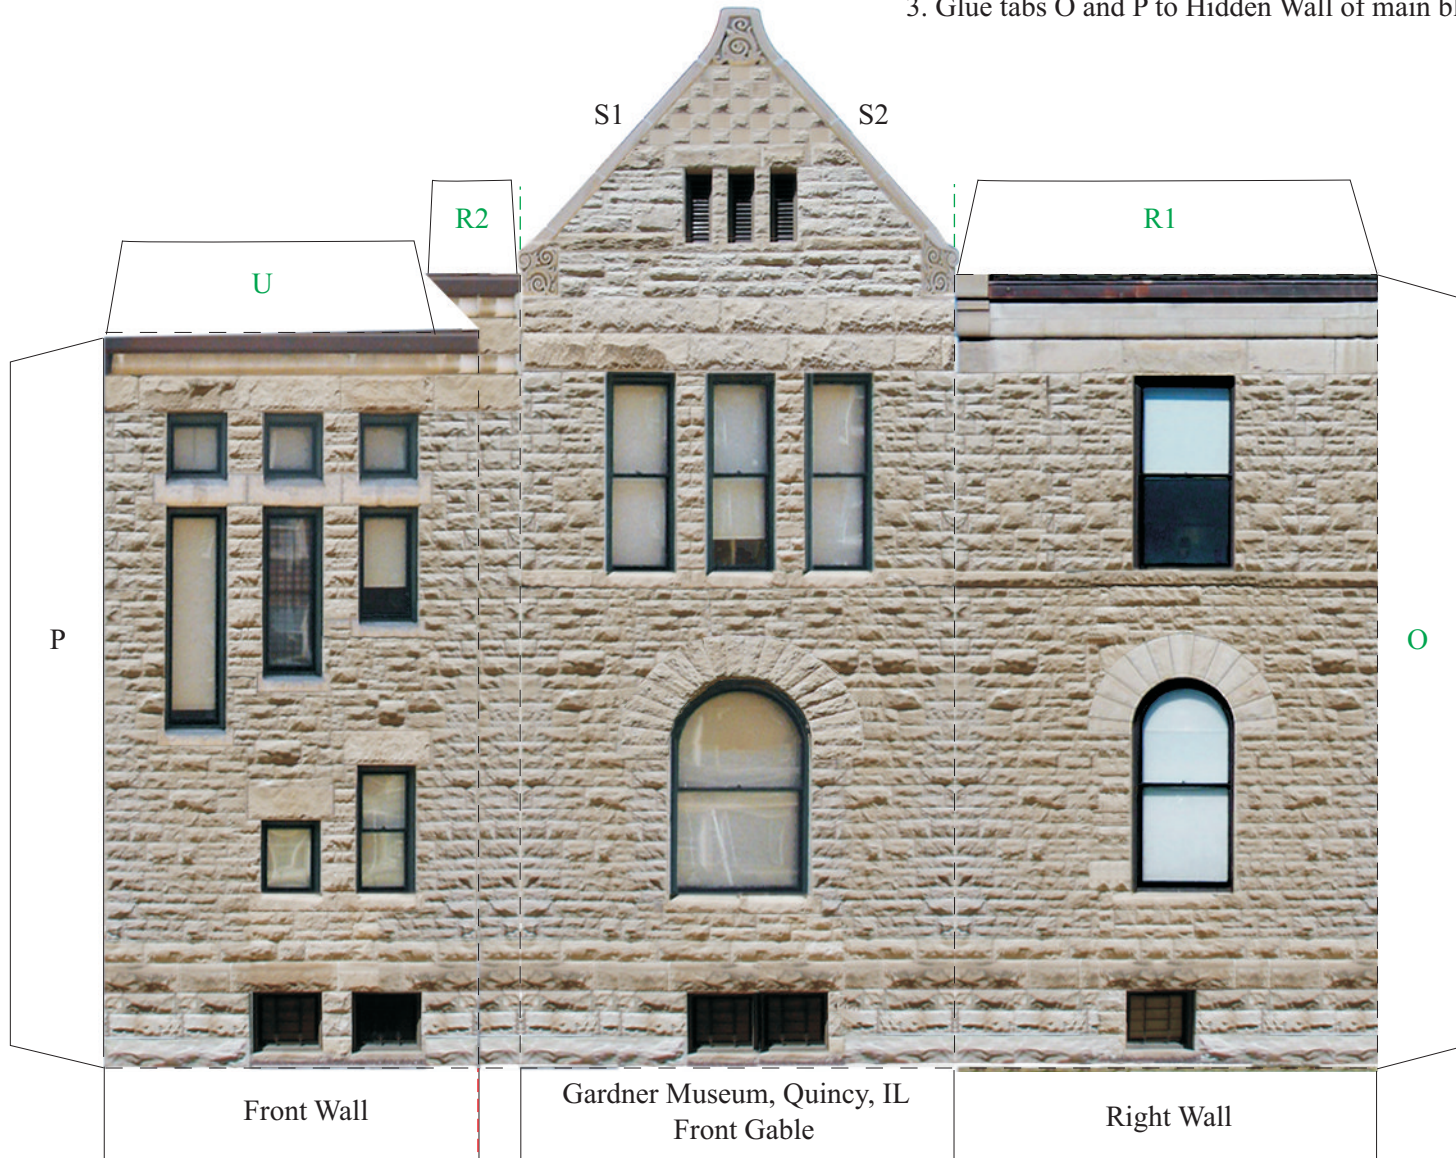 3. Glue tabs O and P to Hidden Wall of main
S1
S2
R2
R1
U
P
O
Front Wall
Gardner Museum, Quincy, IL
Front Gable
Right Wall